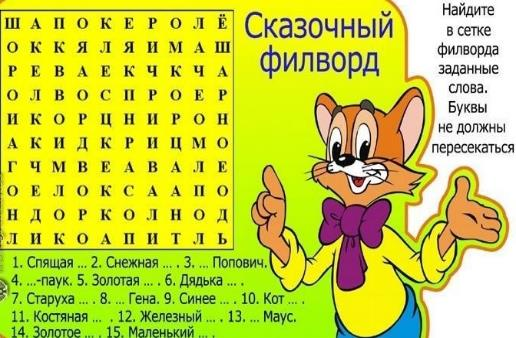 Ш А П О К Е Р О Л Ё
О К К Я Л Я И М А Ш
Р Е В А Е К Ч К Ч А
О Л В О С П Р О Е Р
И К О Р Ц Н И Р О Н
А К И Д К Р И Ц М О
Г Ч М В Е А В А Л Е
О Е Л О К С А А П О
Н Д О Р К О Л Н О Д
Л И К О А П И Т Л Ь
Сказочный
филворд
Найдите
в сетке
филворда
заданные
слова.
Буквы
не должны
пересекаться
1. Спящая ... 2. Снежная ... . 3. ... Попович.
4. ...-паук. 5. Золотая ... . 6. Дядька ... .
7. Старуха ... . 8. ... Гена. 9. Синее ... . 10. Кот ... .
11. Костяная ... . 12. Железный ... . 13. ... Маус.
14. Золотое ... . 15. Маленький ... .